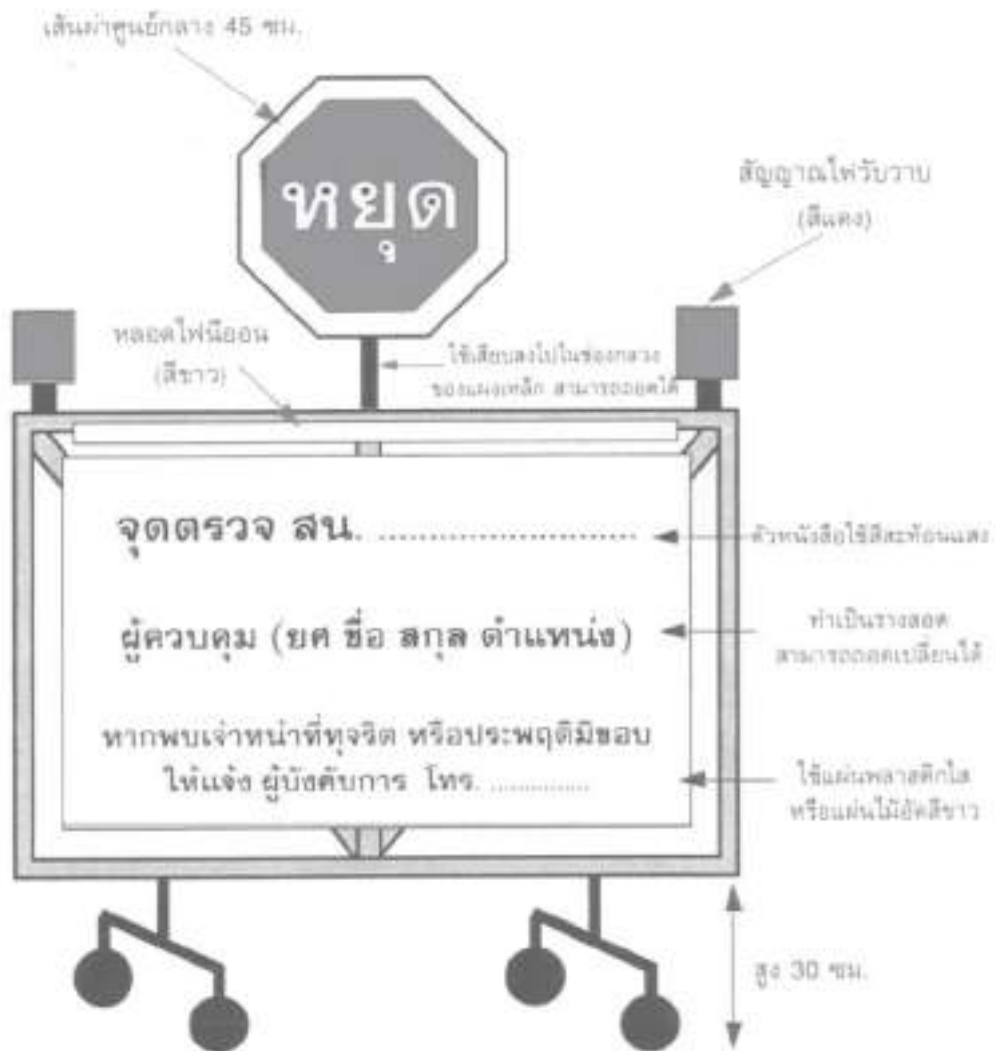 เส้นผ่าศูนย์กลาง 45 ซม.
หยุด
สัญญาณไฟวับวาบ
(สีแดง)
หลอดไฟนีออน
(สีขาว)
ใช้เสียบลงไปในช่องกลวง
ของแผงเหล็ก สามารถถอดได้
จุดตรวจ สน. ..........................
ตัวหนังสือใช้สีสะท้อนแสง
ผู้ควบคุม (ยศ ชื่อ สกุล ตำแหน่ง)
ทำเป็นรางสอด
สามารถถอดเปลี่ยนได้
หากพบเจ้าหน้าที่ทุจริต หรือประพฤติมิชอบ
ให้แจ้ง ผู้บังคับการ โทร. ...............
ใช้แผ่นพลาสติกใส
หรือแผ่นไม้อัดสีขาว
สูง 30 ซม.